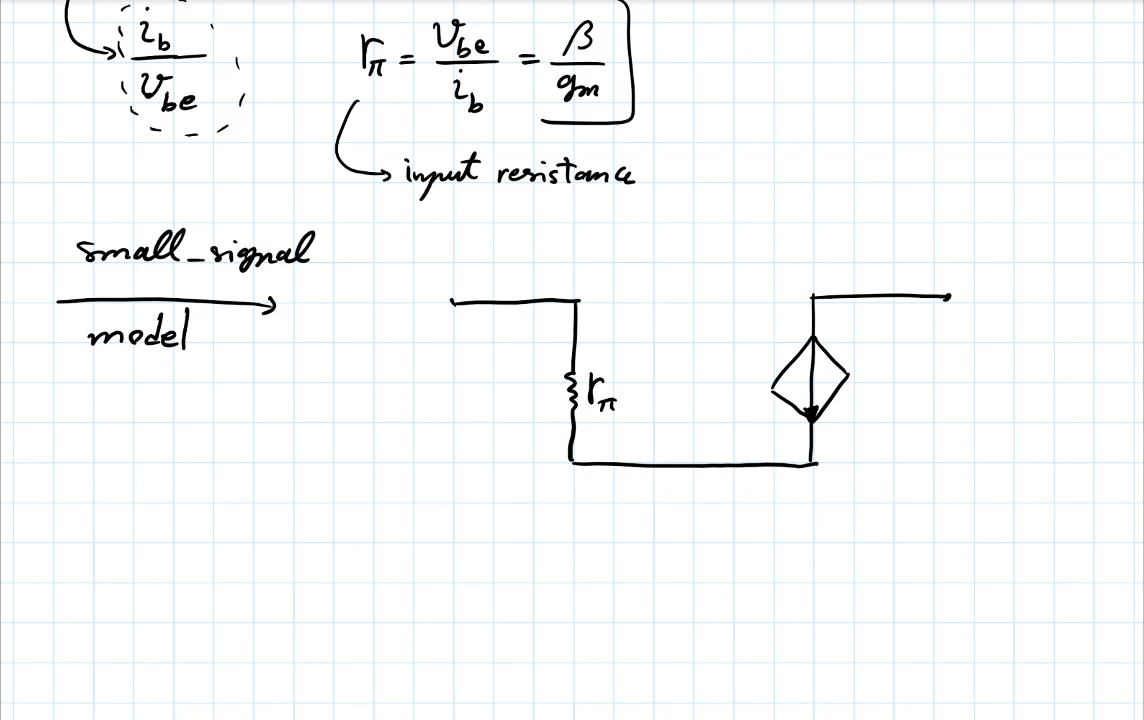 i_b / v_be
r_π = v_be / i_b = β / g_m
input resistance
small_signal
model
r_π